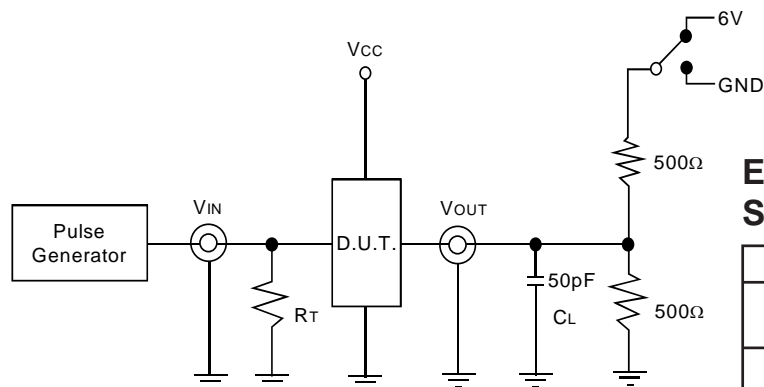 6V
VCC
GND
500Ω
E
S
VIN
VOUT
Pulse
Generator
D.U.T.
50pF
RT
CL
500Ω